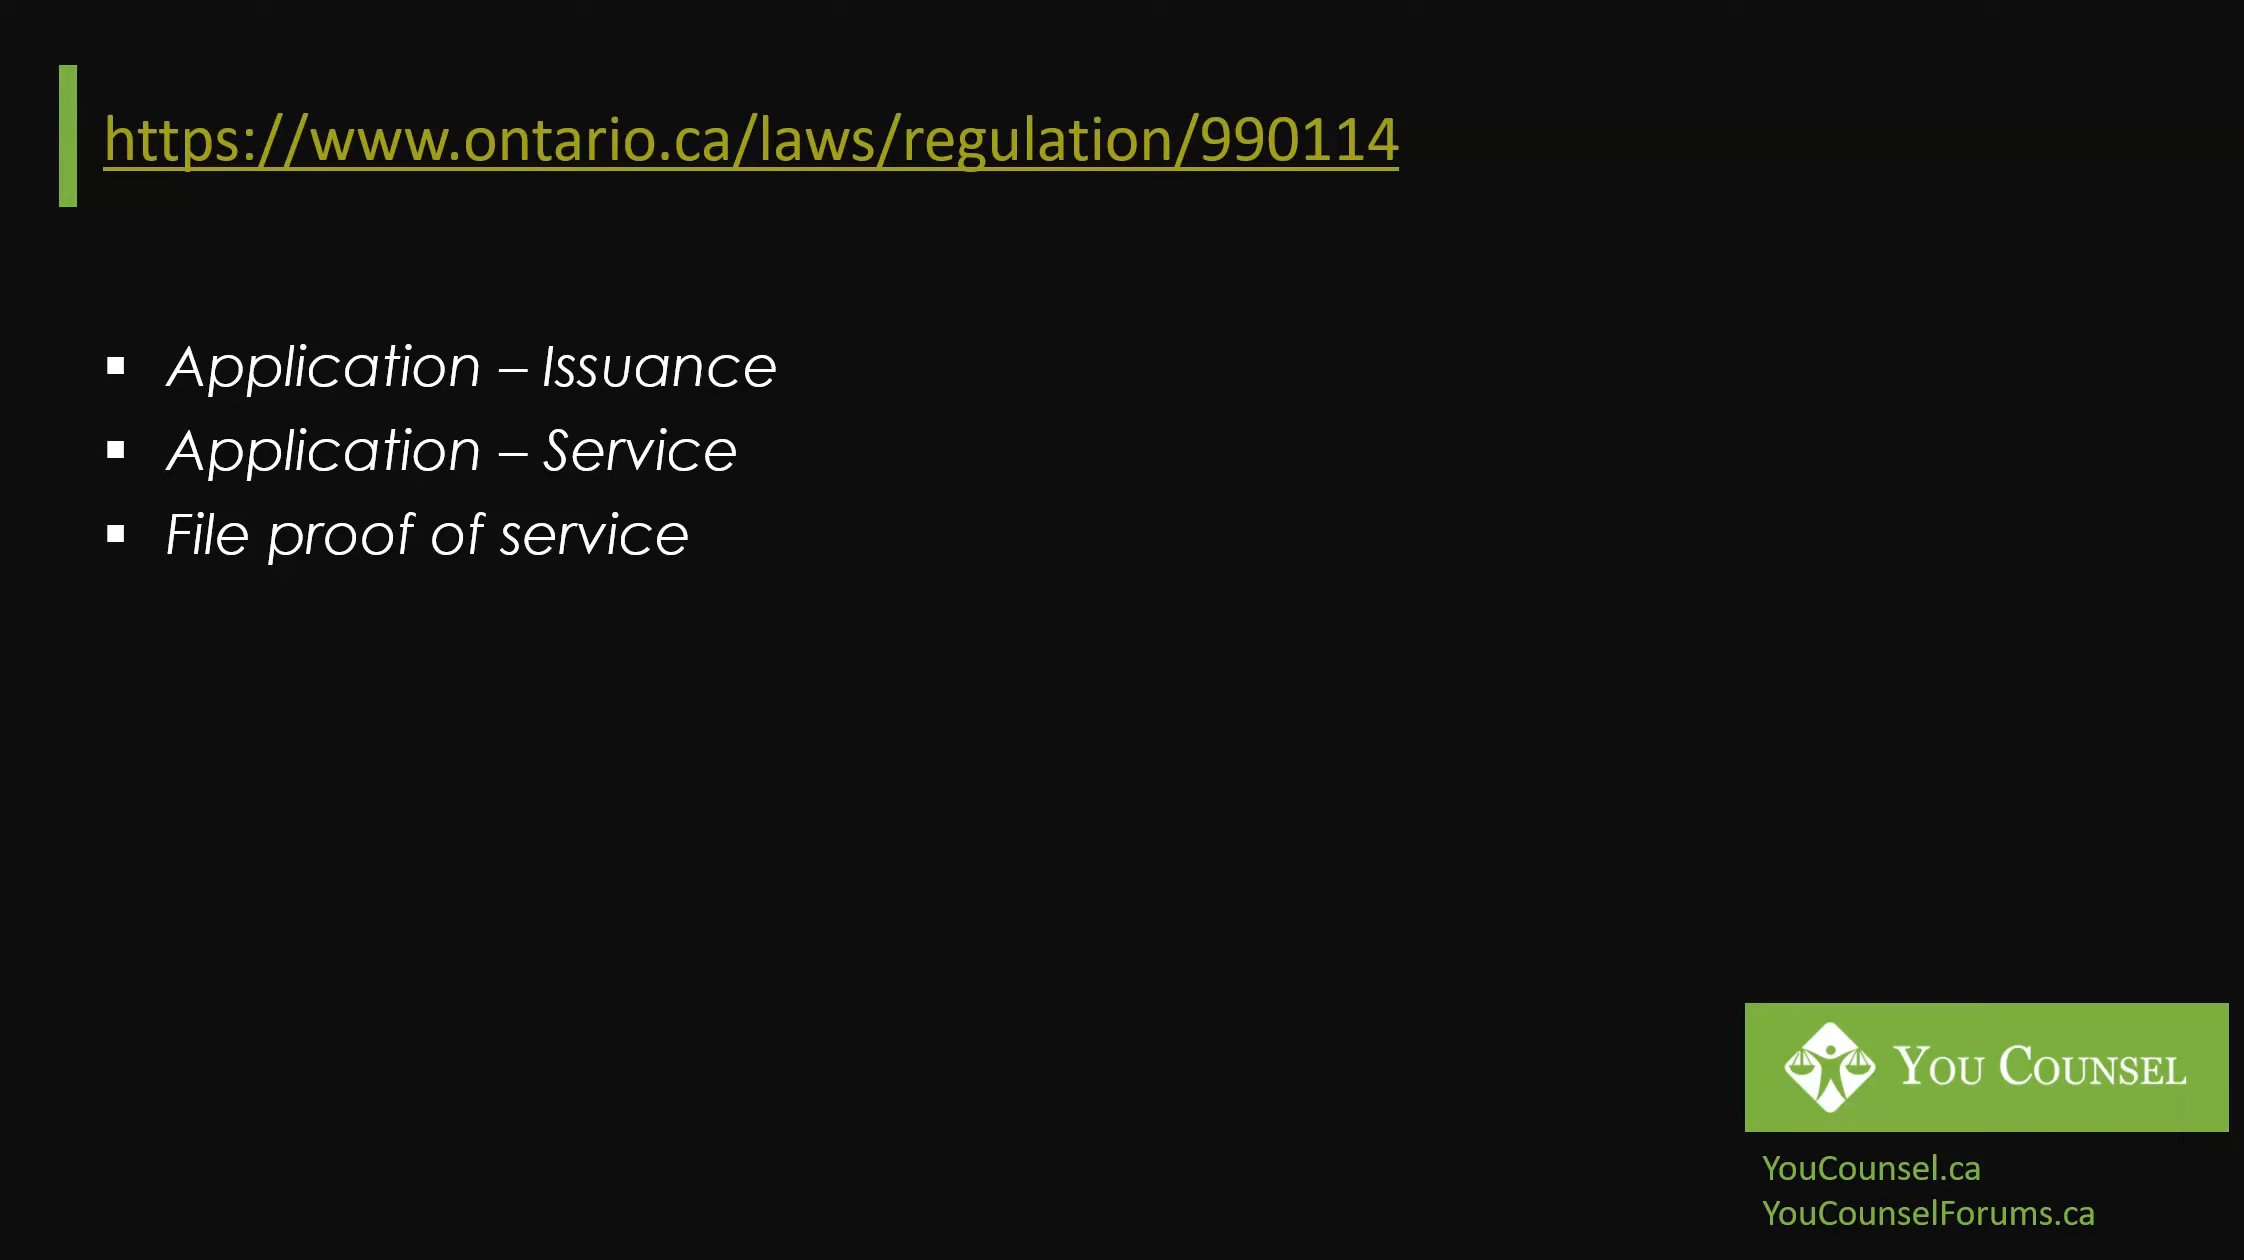 https://www.ontario.ca/laws/regulation/990114
▪ Application – Issuance
▪ Application – Service
▪ File proof of service
YOU COUNSEL
YouCounsel.ca
YouCounselForums.ca